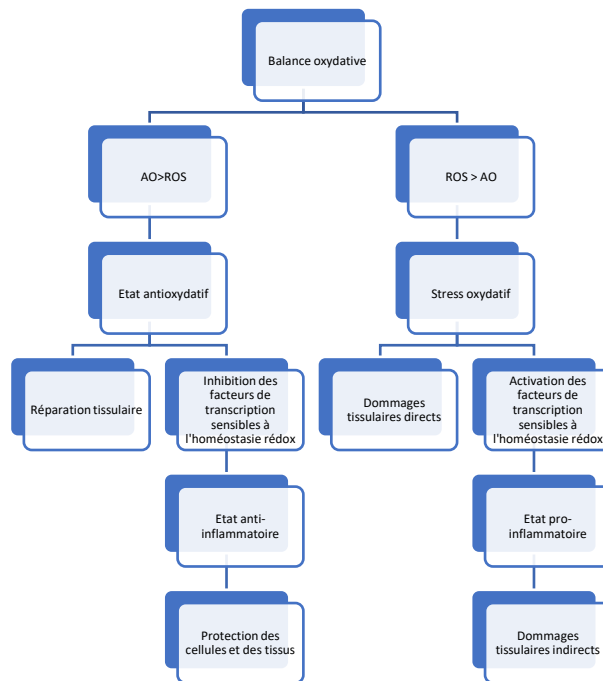 Balance oxydative
AO>ROS
ROS > AO
Etat antioxydatif
Stress oxydatif
Réparation tissulaire
Inhibition des
facteurs de
transcription
sensibles à
l'homéostasie rédox
Dommages
tissulaires directs
Activation des
facteurs de
transcription
sensibles à
l'homéostasie rédox
Etat anti-
inflammatoire
Etat pro-
inflammatoire
Protection des
cellules et des tissus
Dommages
tissulaires indirects